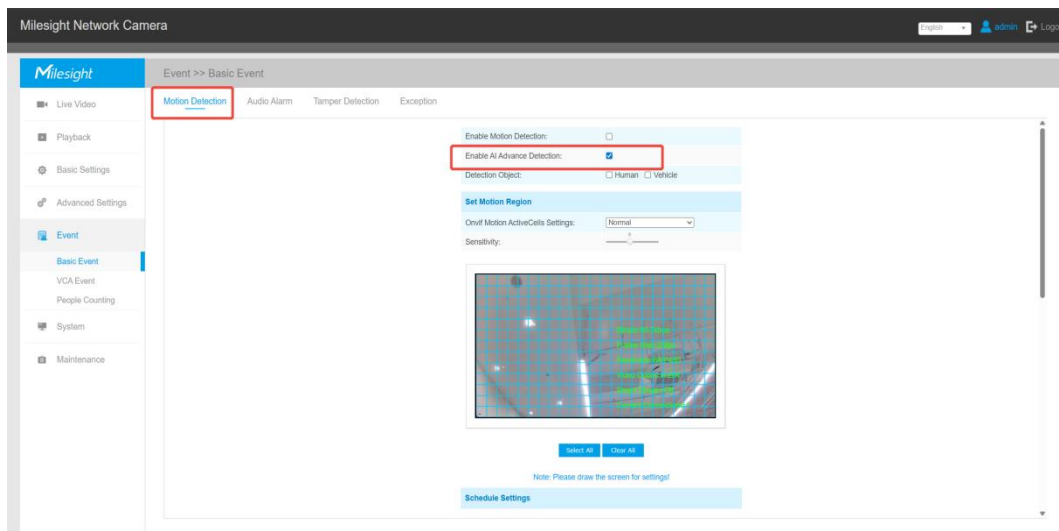 Milesight Network Camera
English
admin
Logo
Milesight
Event >> Basic Event
Live Video
Playback
Basic Settings
Advanced Settings
Event
Basic Event
VCA Event
People Counting
System
Maintenance
Motion Detection Audio Alarm Tamper Detection Exception
Enable Motion Detection:
Enable AI Advance Detection:
Detection Object: Human Vehicle
Set Motion Region
Onvif Motion ActiveCells Settings: Normal
Sensitivity:
Select All Clear All
Note: Please draw the screen for settings!
Schedule Settings